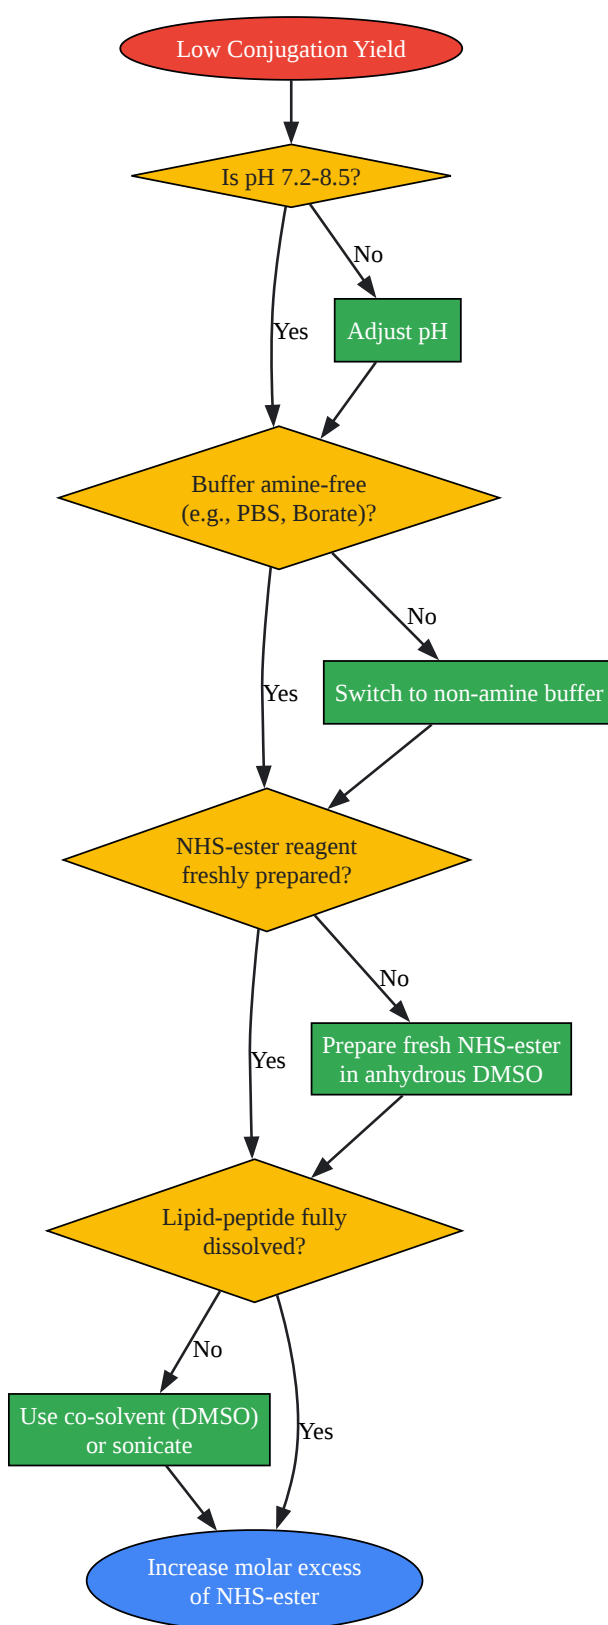 Low Conjugation Yield
Is pH 7.2-8.5?
No
Yes
Adjust pH
Buffer amine-free
(e.g., PBS, Borate)?
No
Yes
Switch to non-amine buffer
NHS-ester reagent
freshly prepared?
No
Yes
Prepare fresh NHS-ester
in anhydrous DMSO
Lipid-peptide fully
dissolved?
No
Use co-solvent (DMSO)
or sonicate
Yes
Increase molar excess
of NHS-ester